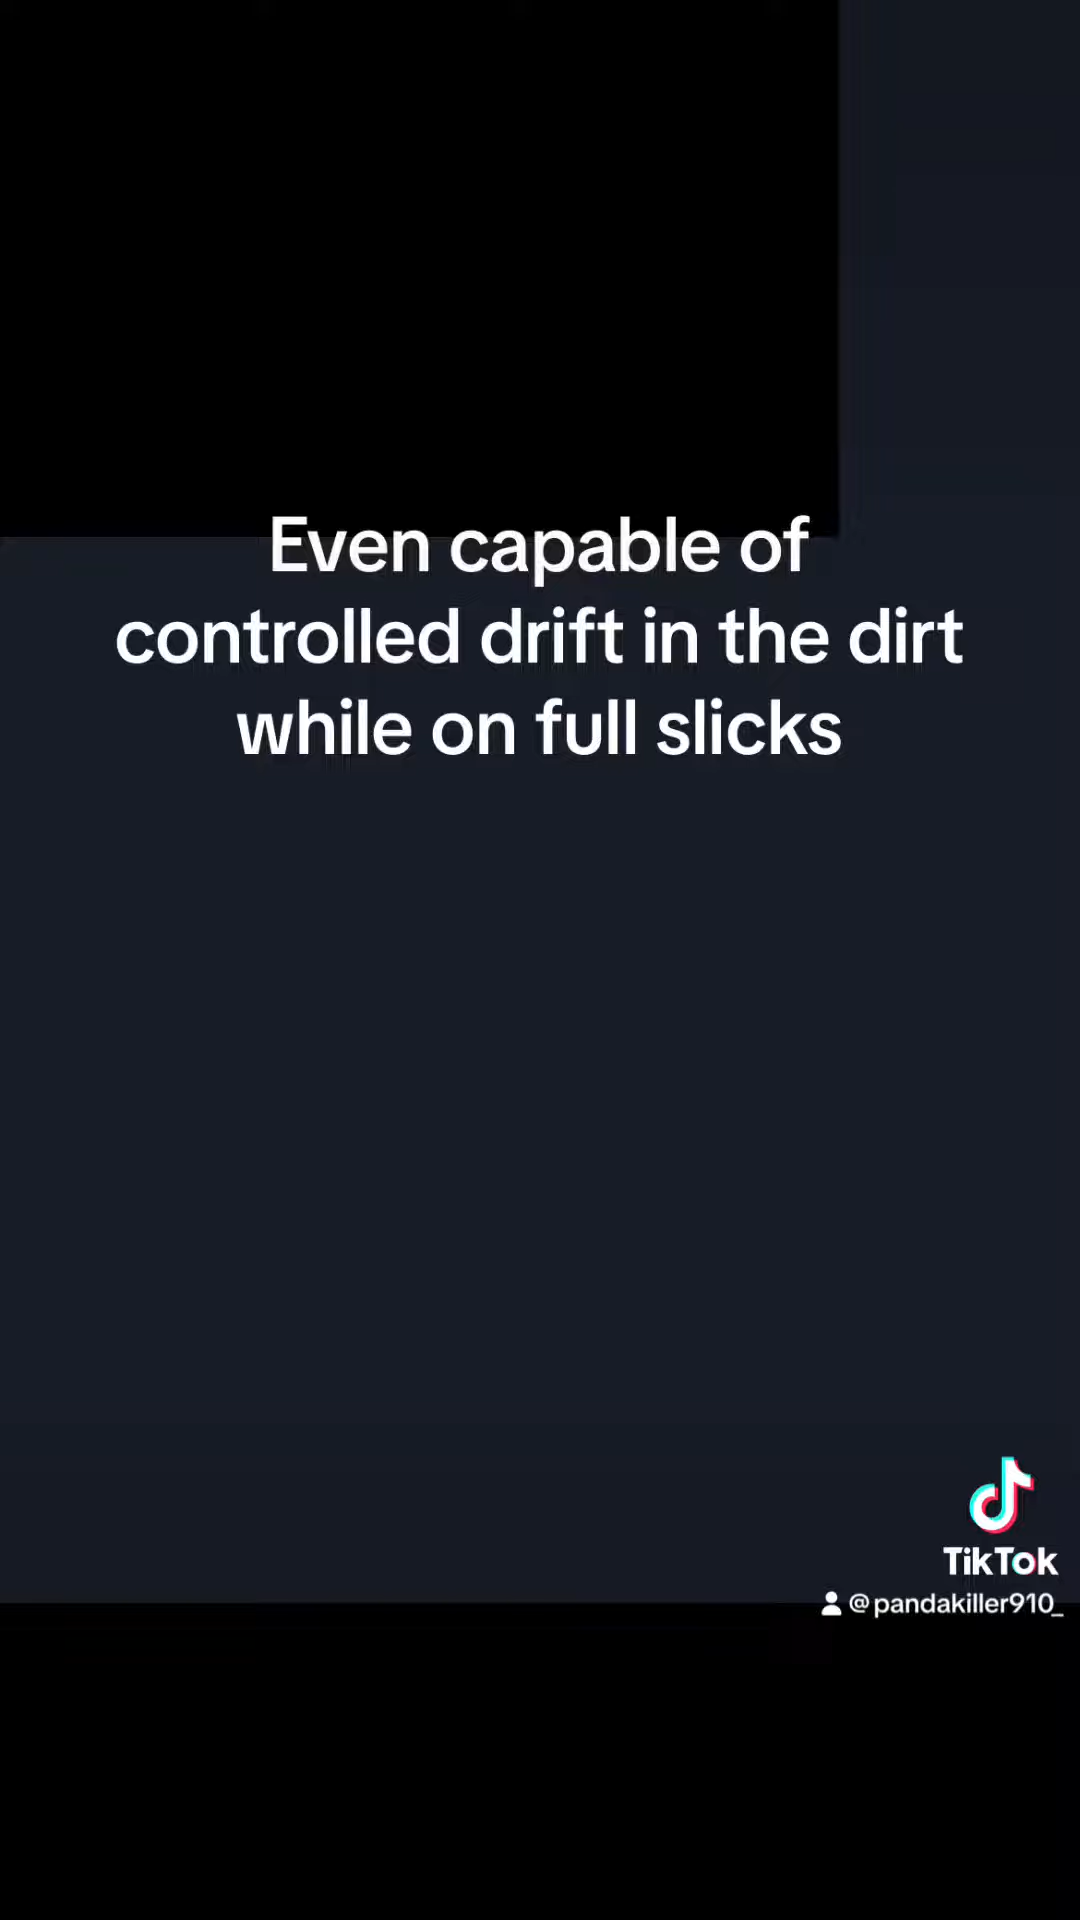 Even capable of
controlled drift in the dirt
while on full slicks
TikTok
@pandakiller910_